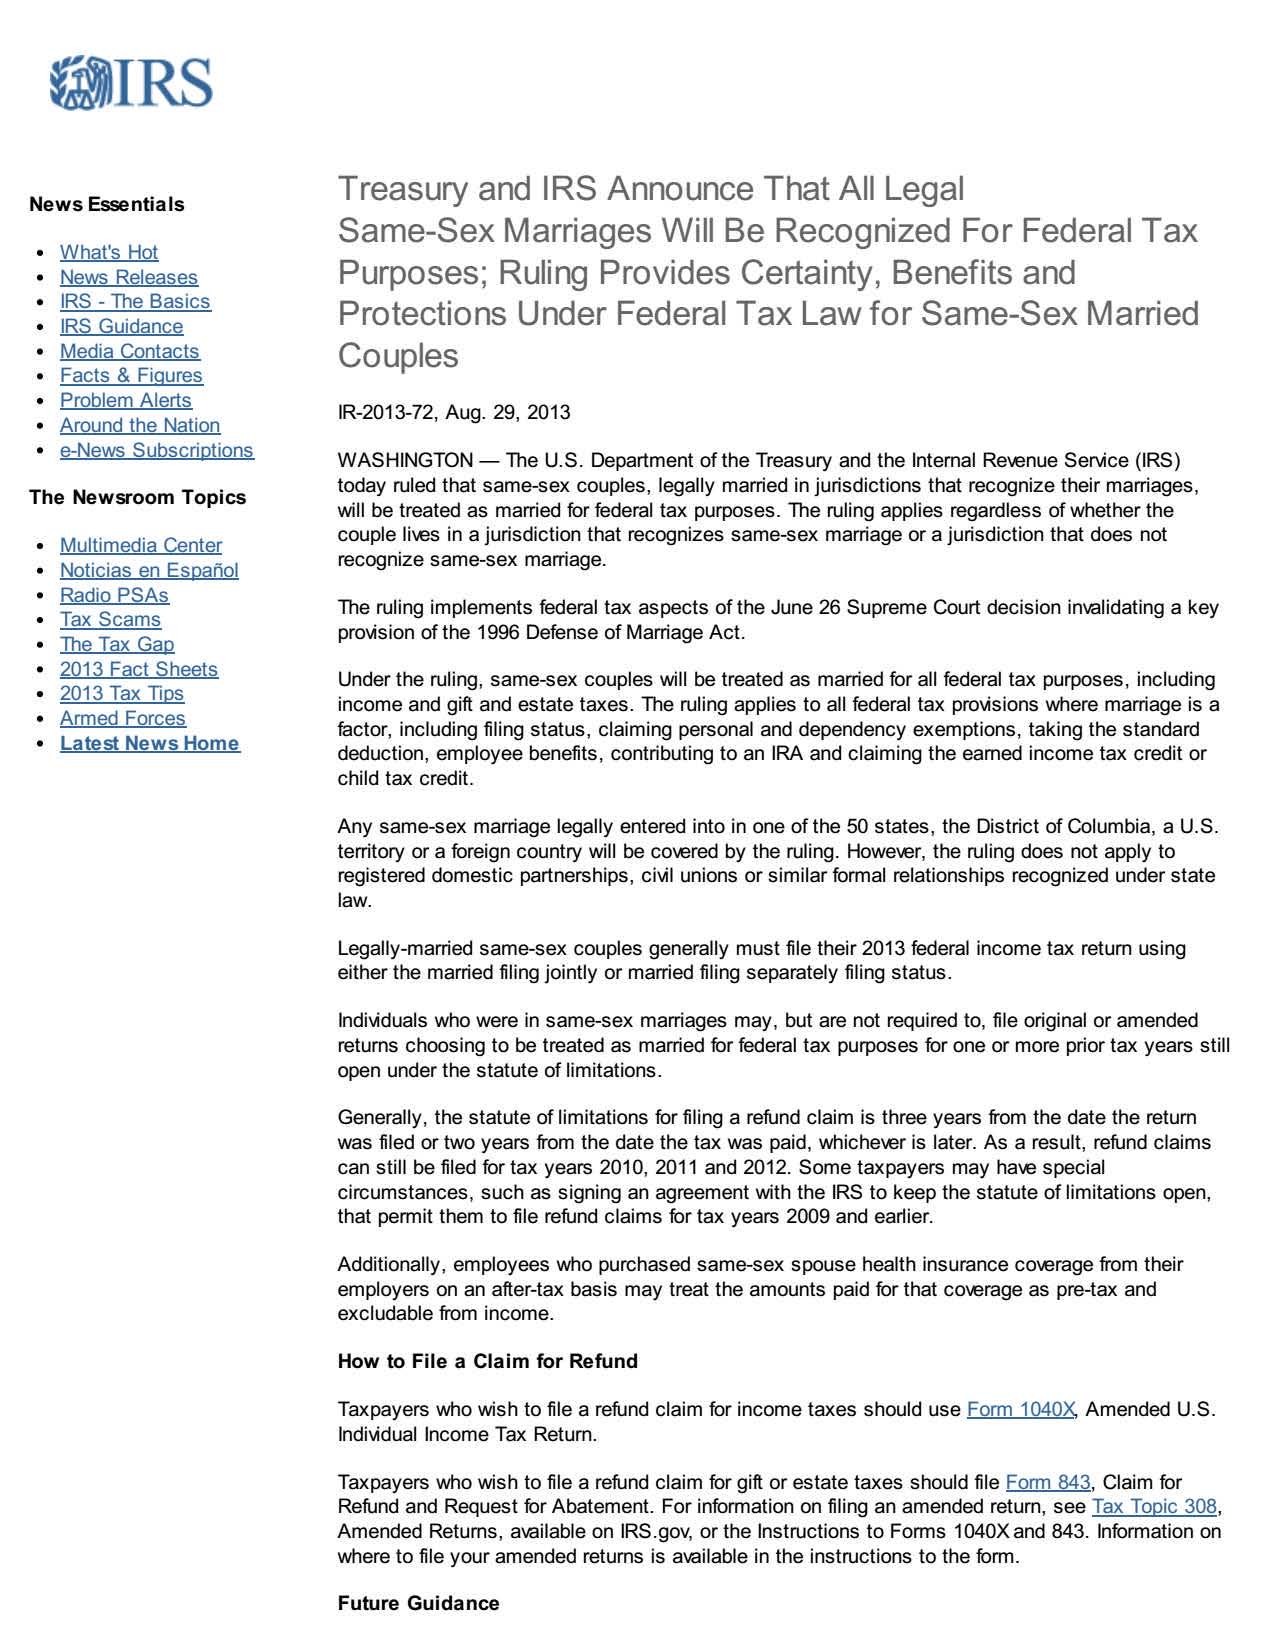 IRS
News Essentials
What's Hot
News Releases
IRS - The Basics
IRS Guidance
Media Contacts
Facts & Figures
Problem Alerts
Around the Nation
e-News Subscriptions
The Newsroom Topics
Multimedia Center
Noticias en Español
Radio PSAs
Tax Scams
The Tax Gap
2013 Fact Sheets
2013 Tax Tips
Armed Forces
Latest News Home
Treasury and IRS Announce That All Legal
Same-Sex Marriages Will Be Recognized For Federal Tax
Purposes; Ruling Provides Certainty, Benefits and
Protections Under Federal Tax Law for Same-Sex Married
Couples
IR-2013-72, Aug. 29, 2013
WASHINGTON — The U.S. Department of the Treasury and the Internal Revenue Service (IRS)
today ruled that same-sex couples, legally married in jurisdictions that recognize their marriages,
will be treated as married for federal tax purposes. The ruling applies regardless of whether the
couple lives in a jurisdiction that recognizes same-sex marriage or a jurisdiction that does not
recognize same-sex marriage.
The ruling implements federal tax aspects of the June 26 Supreme Court decision invalidating a key
provision of the 1996 Defense of Marriage Act.
Under the ruling, same-sex couples will be treated as married for all federal tax purposes, including
income and gift and estate taxes. The ruling applies to all federal tax provisions where marriage is a
factor, including filing status, claiming personal and dependency exemptions, taking the standard
deduction, employee benefits, contributing to an IRA and claiming the earned income tax credit or
child tax credit.
Any same-sex marriage legally entered into in one of the 50 states, the District of Columbia, a U.S.
territory or a foreign country will be covered by the ruling. However, the ruling does not apply to
registered domestic partnerships, civil unions or similar formal relationships recognized under state
law.
Legally-married same-sex couples generally must file their 2013 federal income tax return using
either the married filing jointly or married filing separately filing status.
Individuals who were in same-sex marriages may, but are not required to, file original or amended
returns choosing to be treated as married for federal tax purposes for one or more prior tax years still
open under the statute of limitations.
Generally, the statute of limitations for filing a refund claim is three years from the date the return
was filed or two years from the date the tax was paid, whichever is later. As a result, refund claims
can still be filed for tax years 2010, 2011 and 2012. Some taxpayers may have special
circumstances, such as signing an agreement with the IRS to keep the statute of limitations open,
that permit them to file refund claims for tax years 2009 and earlier.
Additionally, employees who purchased same-sex spouse health insurance coverage from their
employers on an after-tax basis may treat the amounts paid for that coverage as pre-tax and
excludable from income.
How to File a Claim for Refund
Taxpayers who wish to file a refund claim for income taxes should use Form 1040X, Amended U.S.
Individual Income Tax Return.
Taxpayers who wish to file a refund claim for gift or estate taxes should file Form 843, Claim for
Refund and Request for Abatement. For information on filing an amended return, see Tax Topic 308,
Amended Returns, available on IRS.gov, or the Instructions to Forms 1040X and 843. Information on
where to file your amended returns is available in the instructions to the form.
Future Guidance